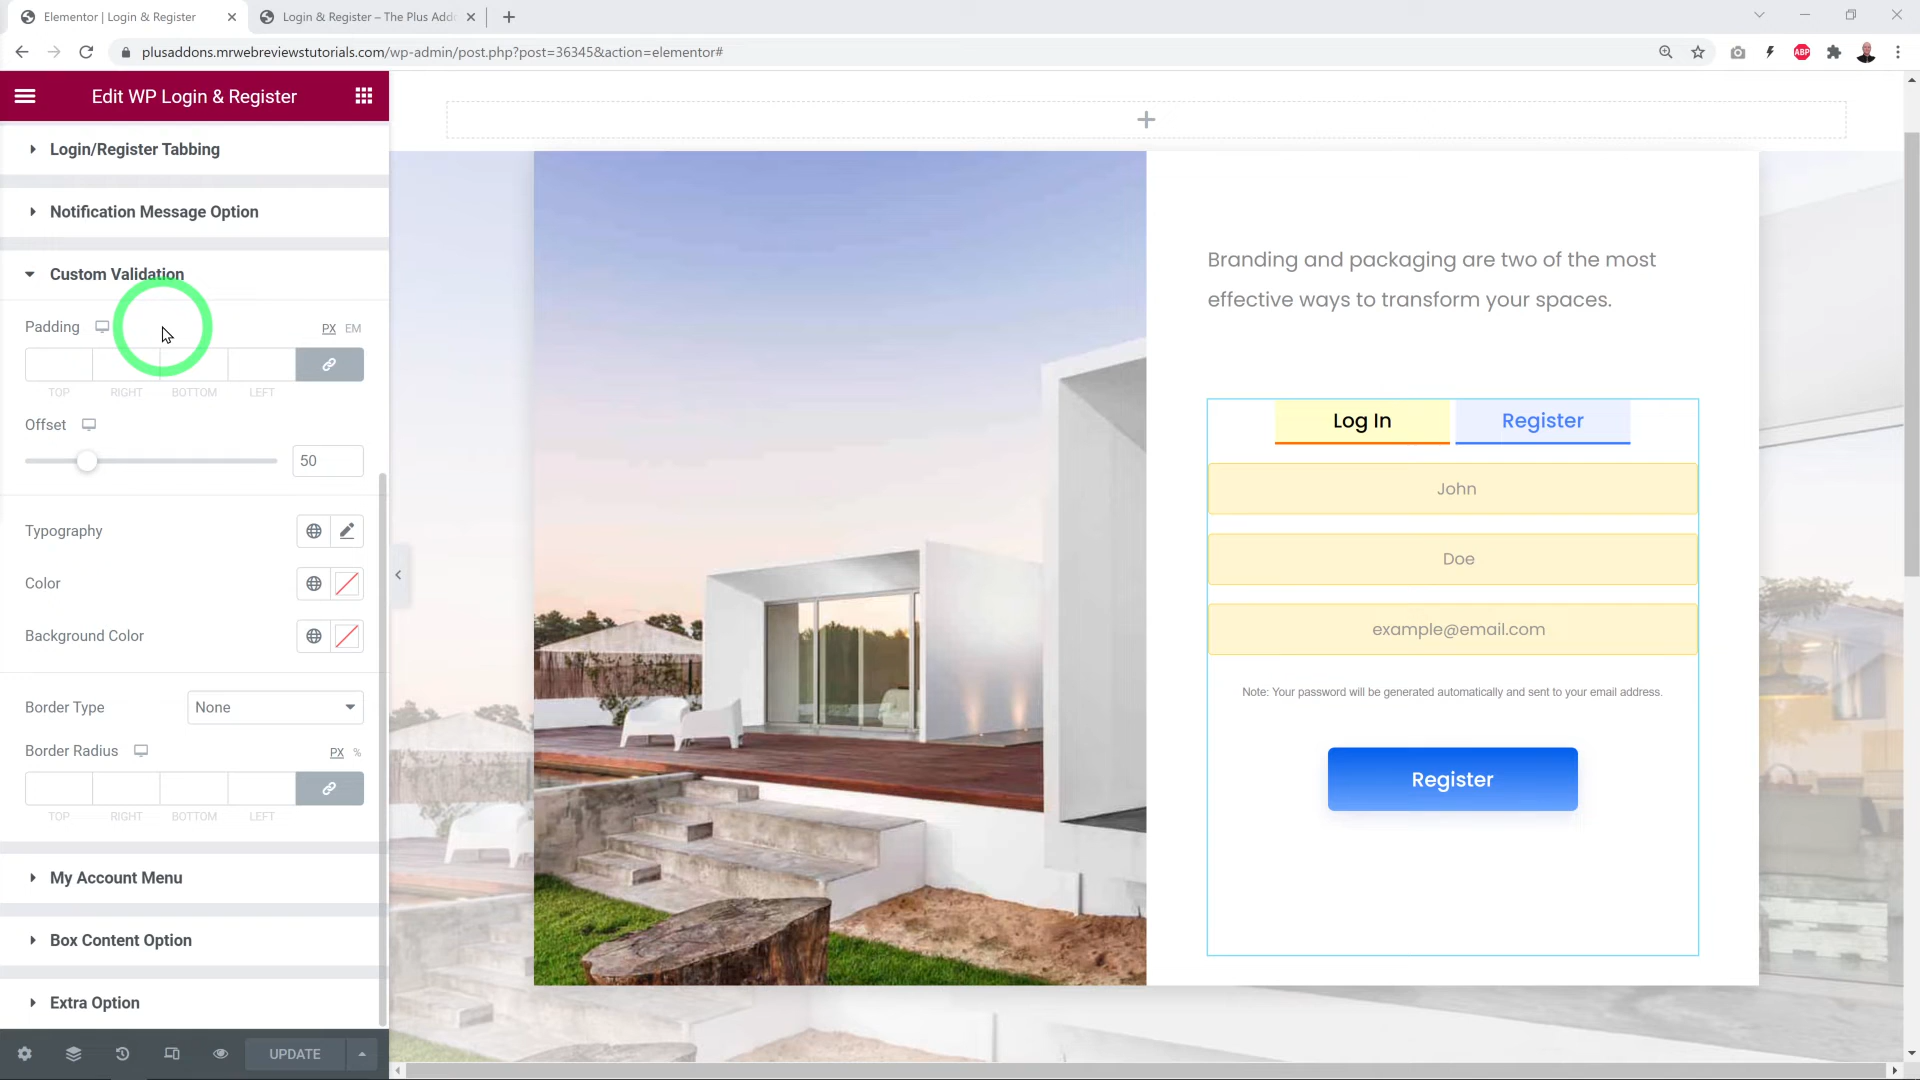 Elementor | Login & Register
Login & Register – The Plus Add
plusaddons.mrwebreviewstutorials.com/wp-admin/post.php?post=36345&action=elementor#
ABP
Edit WP Login & Register
Login/Register Tabbing
Notification Message Option
Custom Validation
Padding PX EM
TOP RIGHT BOTTOM LEFT
Offset
50
Typography
Color
Background Color
Border Type None
Border Radius PX %
TOP RIGHT BOTTOM LEFT
My Account Menu
Box Content Option
Extra Option
UPDATE
Branding and packaging are two of the most
effective ways to transform your spaces.
Log In Register
John
Doe
example@email.com
Note: Your password will be generated automatically and sent to your email address.
Register